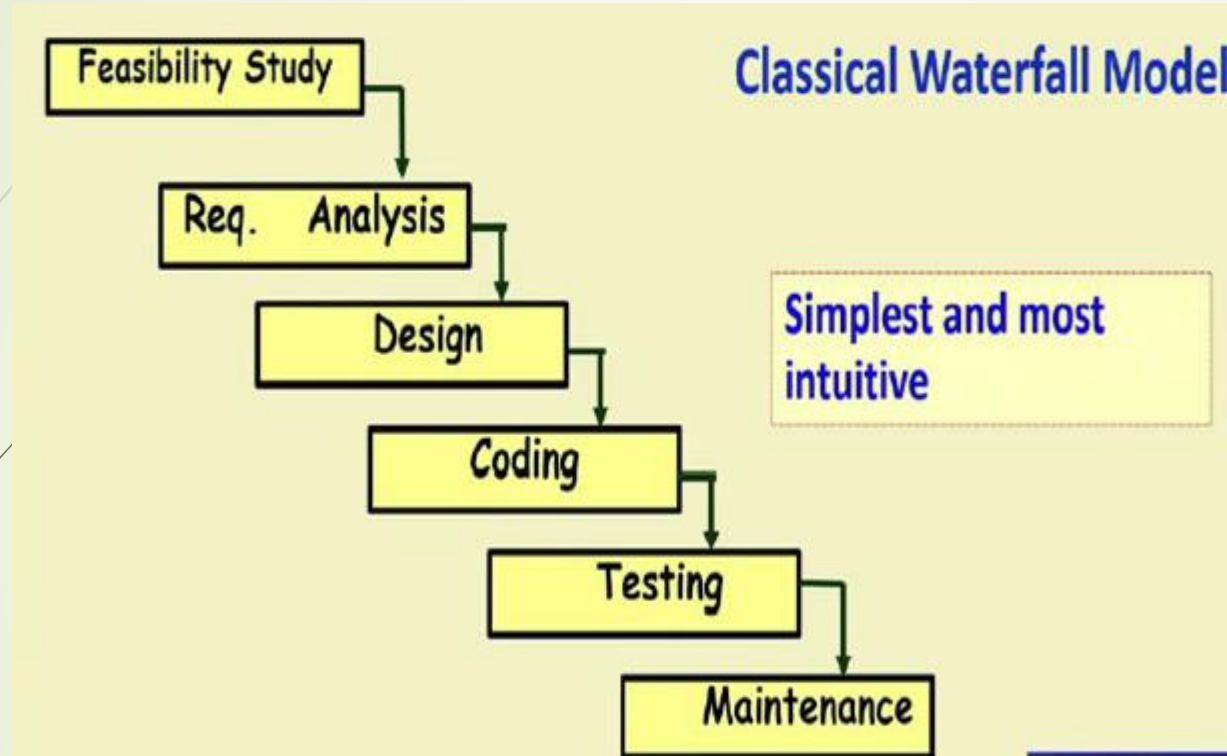 Classical Waterfall Model
Feasibility Study
Req. Analysis
Design
Simplest and most
intuitive
Coding
Testing
Maintenance